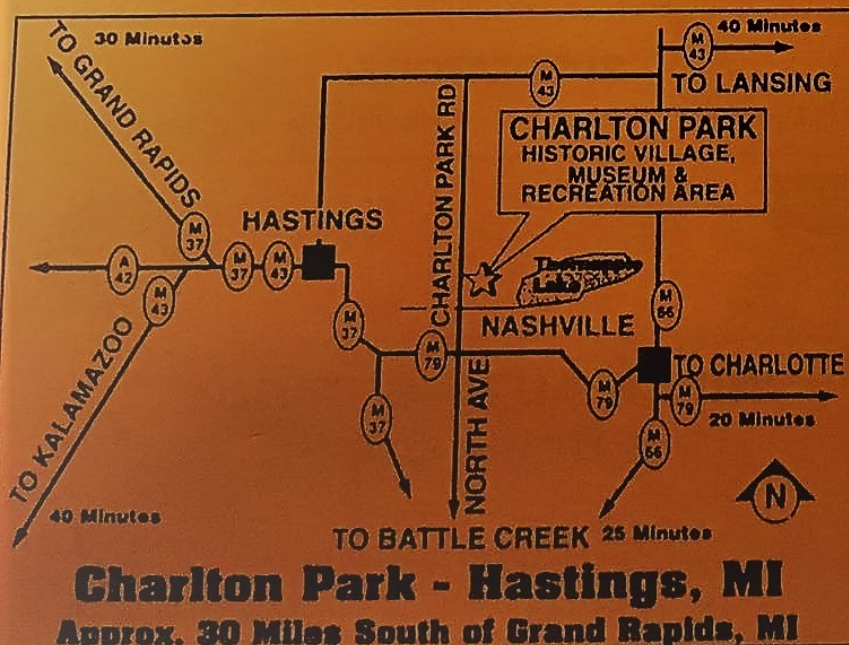 30 Minutes
TO GRAND RAPIDS
M 43
40 Minutes
TO LANSING
M 43
CHARLTON PARK RD
CHARLTON PARK
HISTORIC VILLAGE,
MUSEUM &
RECREATION AREA
HASTINGS
M 37
A 42
M 37
M 43
M 43
Lake
M 66
M 37
NASHVILLE
M 79
TO CHARLOTTE
M 79
M 79
20 Minutes
M 37
NORTH AVE
M 66
TO KALAMAZOO
40 Minutes
N
TO BATTLE CREEK
25 Minutes
Charlton Park - Hastings, MI
Approx. 30 Miles South of Grand Rapids, MI